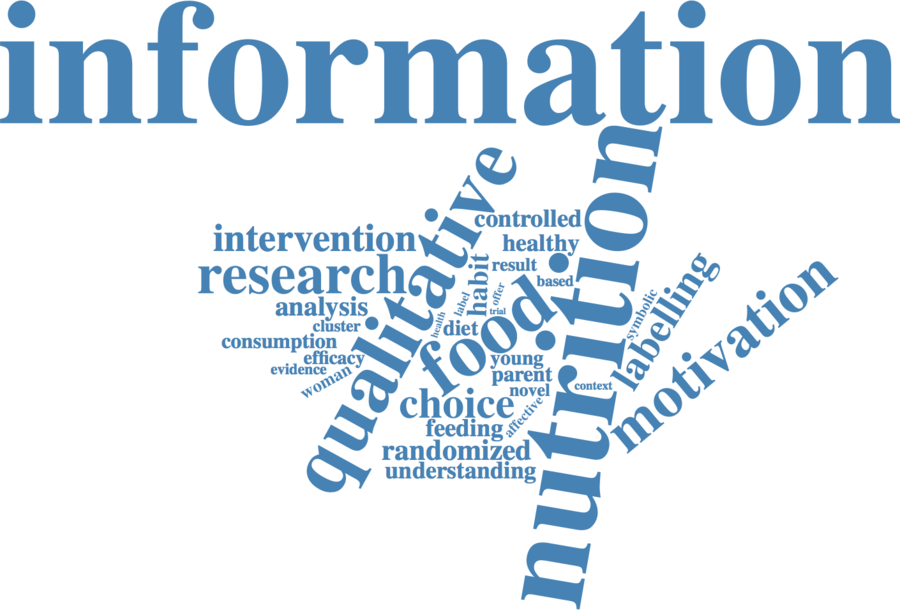 information
nutrition
qualitative
controlled
intervention
healthy
research
habit
result
based
food
analysis
label
offer
trial
health
cluster
diet
symbolic
labelling
motivation
consumption
efficacy
evidence
woman
young
parent
novel
context
choice
affective
feeding
randomized
understanding